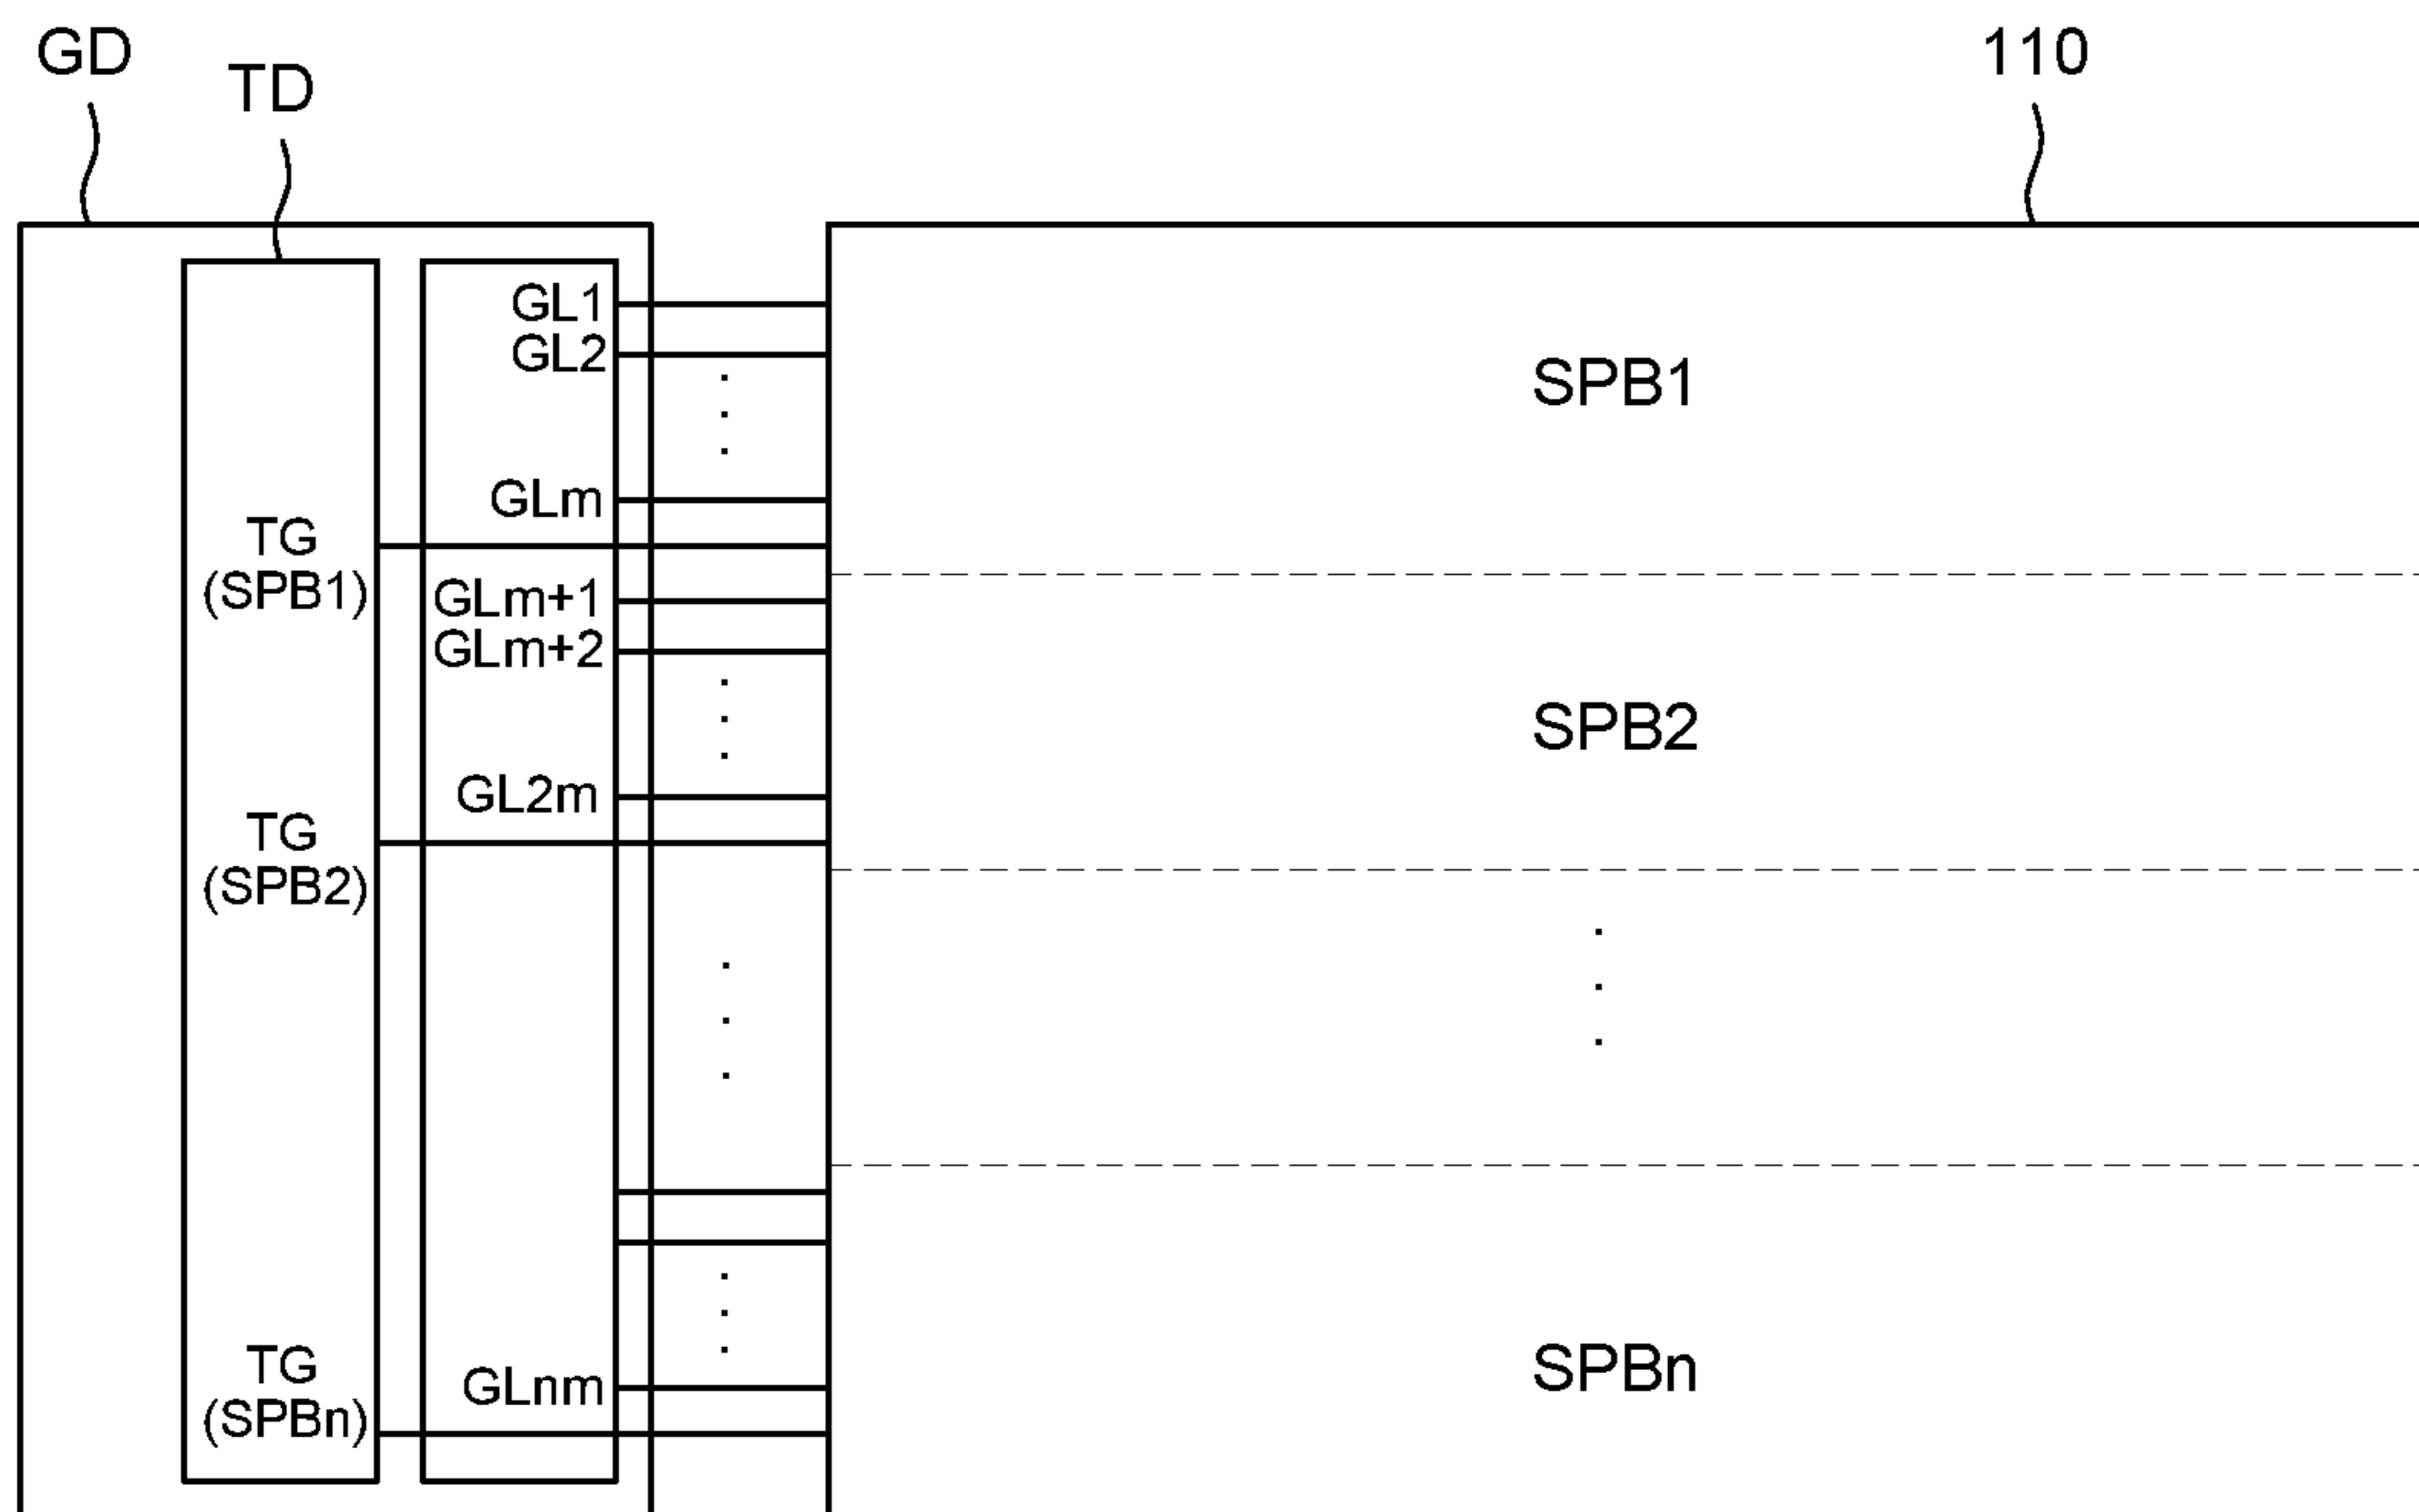 GD
TD
110
GL1
GL2
SPB1
GLm
TG
(SPB1)
GLm+1
GLm+2
SPB2
GL2m
TG
(SPB2)
TG
(SPBn)
GLnm
SPBn